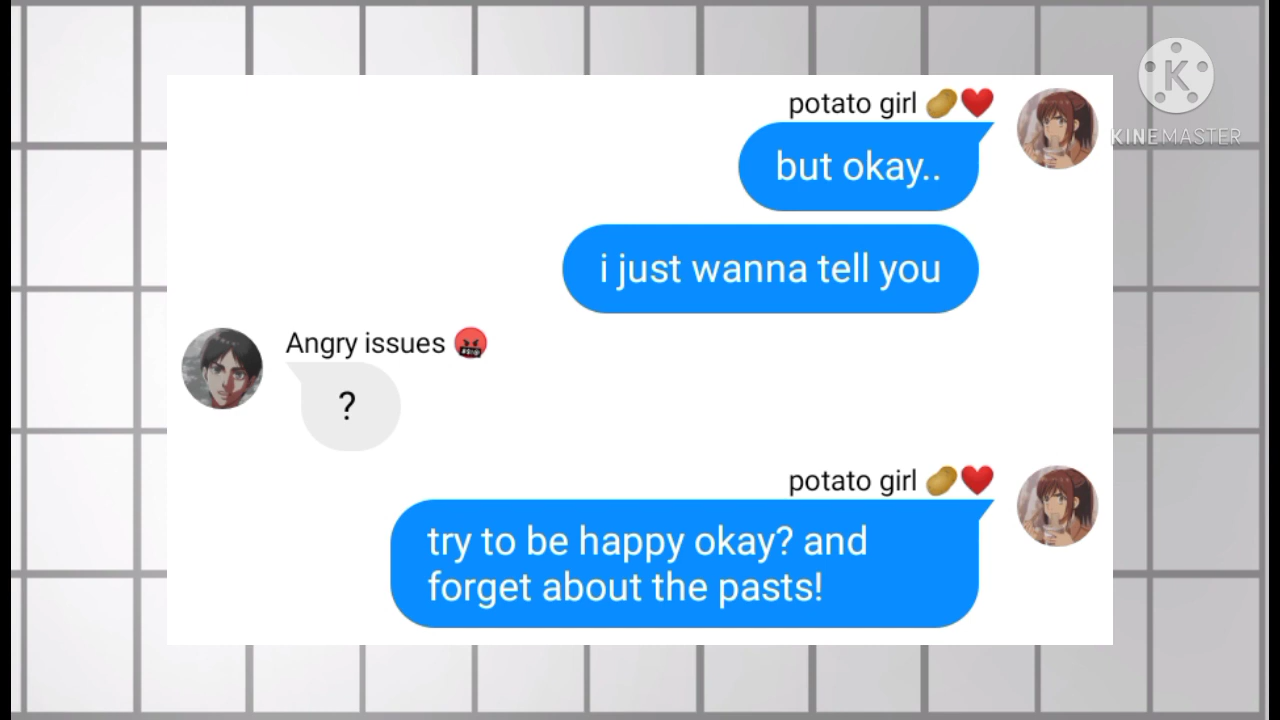 potato girl 🥔❤️
but okay..
i just wanna tell you
Angry issues 🤬
?
potato girl 🥔❤️
try to be happy okay? and
forget about the pasts!
K
KINEMASTER